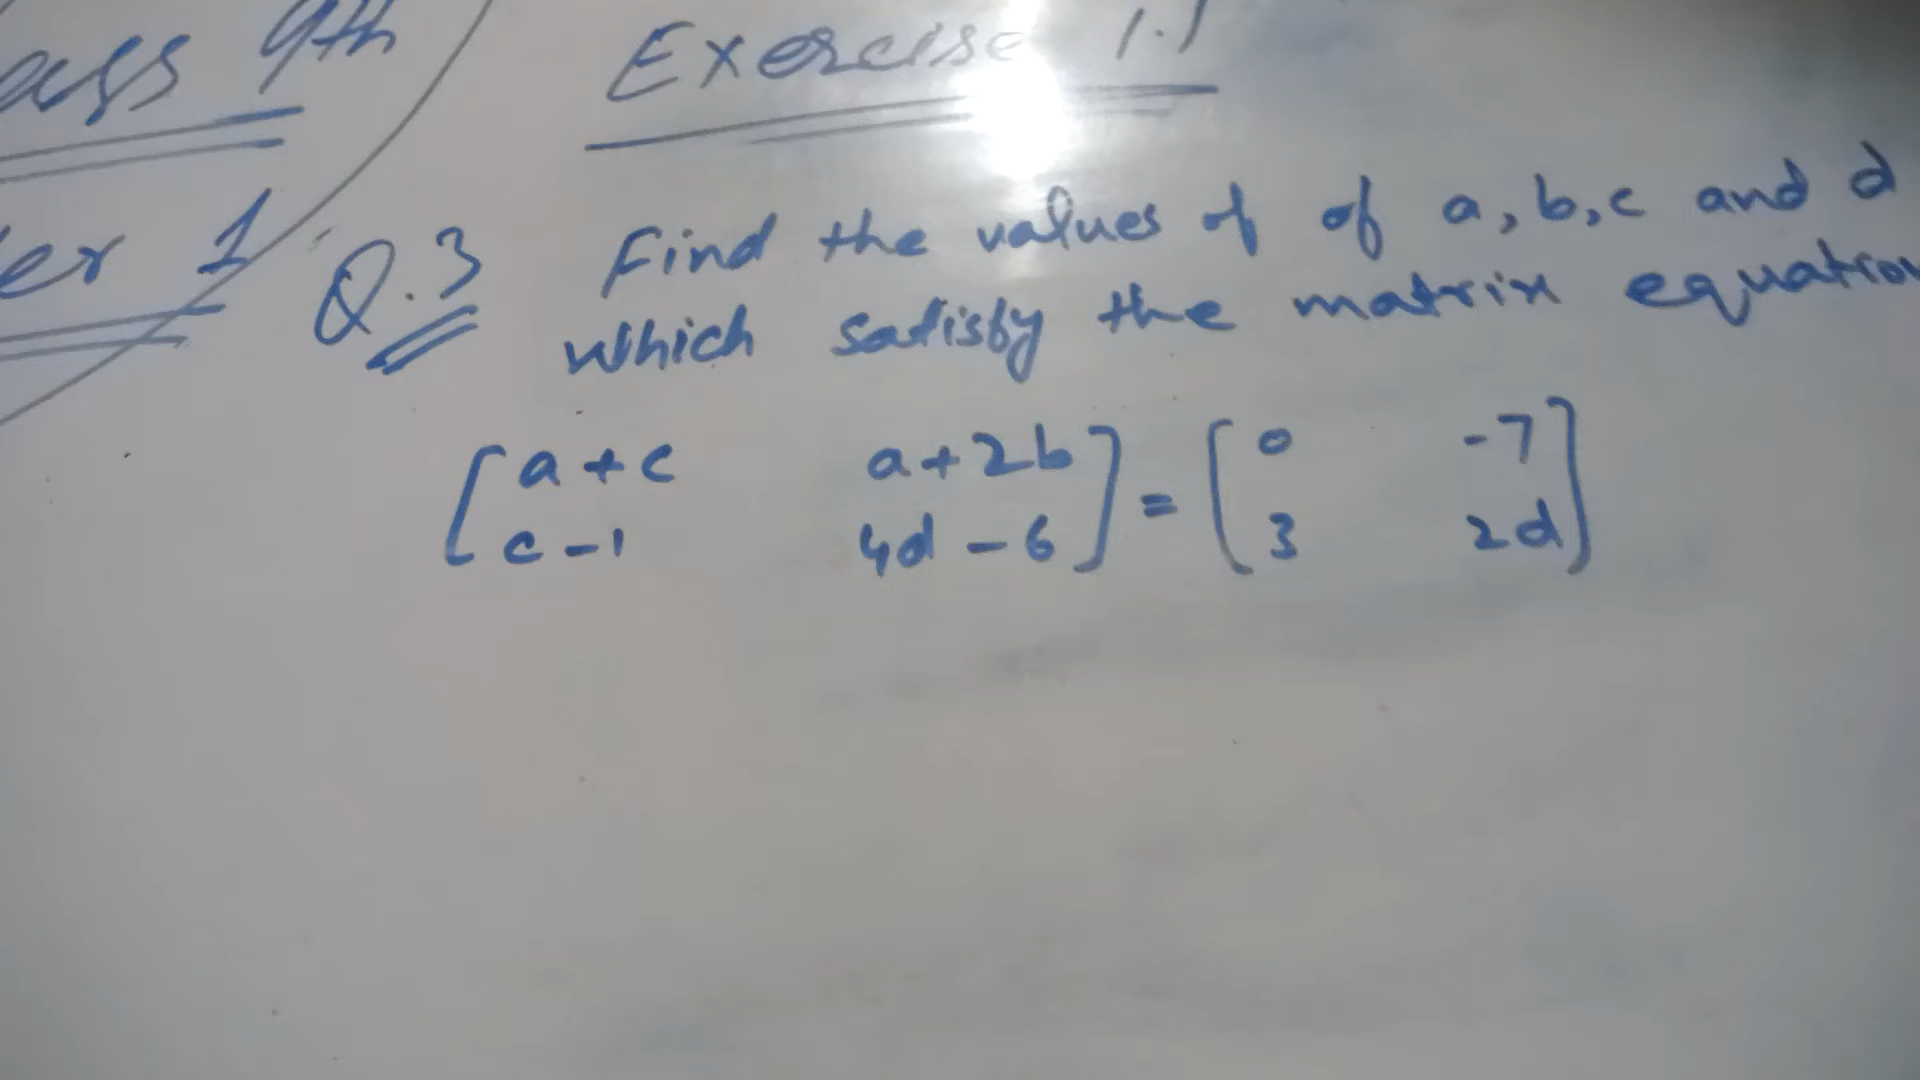 ass 9th
Exercise 1.1
er 1
Q.3 Find the values of of a, b, c and d
which satisfy the matrix equation
[a+c a+2b] = [0 -7]
[c-1 4d-6] [3 2d]